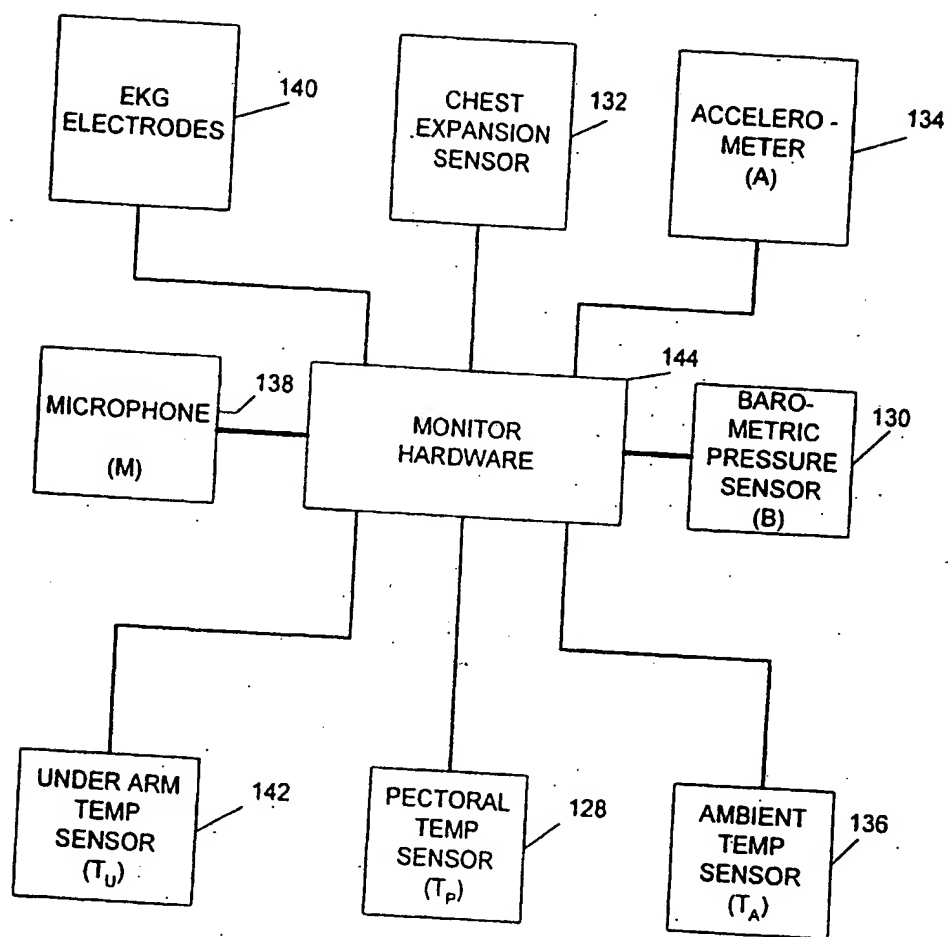 EKG
ELECTRODES
140
CHEST
EXPANSION
SENSOR
132
ACCELERO -
METER
(A)
134
MICROPHONE
(M)
138
MONITOR
HARDWARE
144
BARO-
METRIC
PRESSURE
SENSOR
(B)
130
UNDER ARM
TEMP
SENSOR
(T_U)
142
PECTORAL
TEMP
SENSOR
(T_P)
128
AMBIENT
TEMP
SENSOR
(T_A)
136